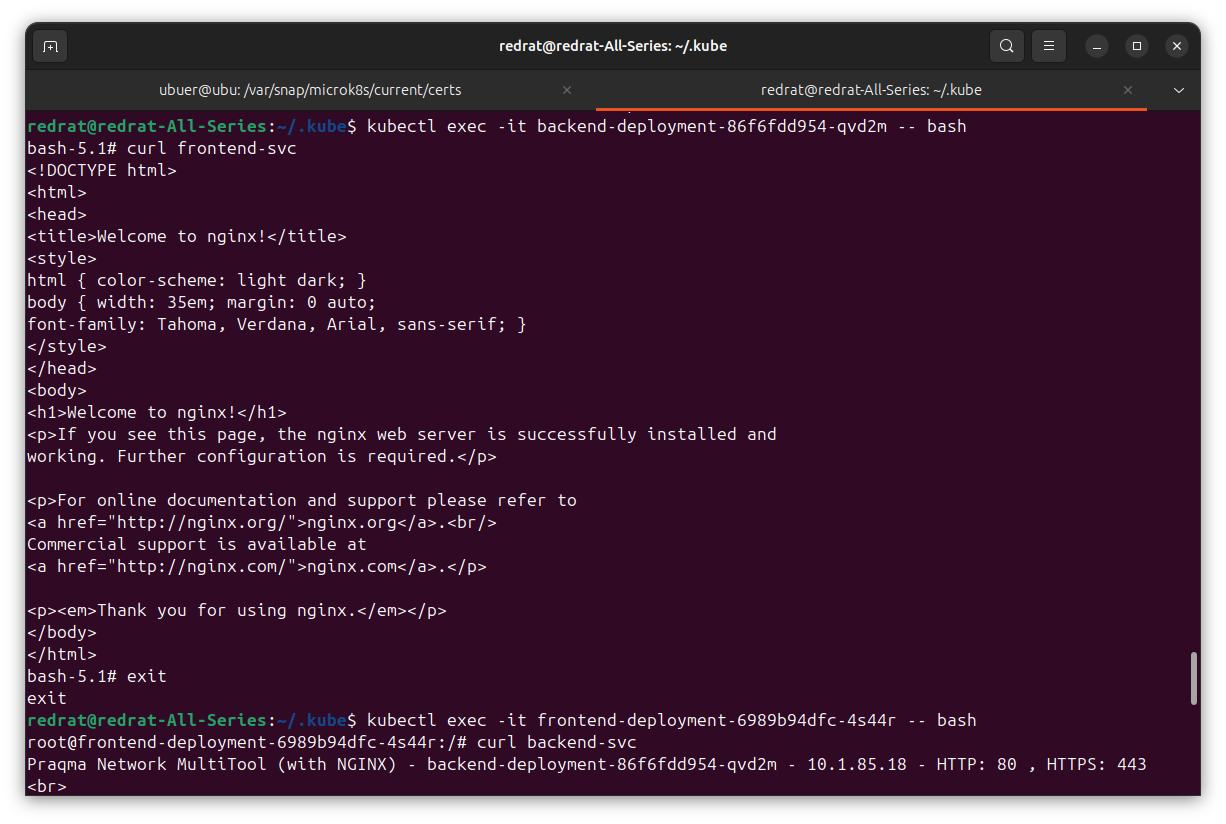 redrat@redrat-All-Series: ~/.kube
ubuer@ubu: /var/snap/microk8s/current/certs
redrat@redrat-All-Series: ~/.kube
redrat@redrat-All-Series:~/.kube$ kubectl exec -it backend-deployment-86f6fdd954-qvd2m -- bash
bash-5.1# curl frontend-svc
<!DOCTYPE html>
<html>
<head>
<title>Welcome to nginx!</title>
<style>
html { color-scheme: light dark; }
body { width: 35em; margin: 0 auto;
font-family: Tahoma, Verdana, Arial, sans-serif; }
</style>
</head>
<body>
<h1>Welcome to nginx!</h1>
<p>If you see this page, the nginx web server is successfully installed and
working. Further configuration is required.</p>

<p>For online documentation and support please refer to
<a href="http://nginx.org/">nginx.org</a>.<br/>
Commercial support is available at
<a href="http://nginx.com/">nginx.com</a>.</p>

<p><em>Thank you for using nginx.</em></p>
</body>
</html>
bash-5.1# exit
exit
redrat@redrat-All-Series:~/.kube$ kubectl exec -it frontend-deployment-6989b94dfc-4s44r -- bash
root@frontend-deployment-6989b94dfc-4s44r:/# curl backend-svc
Praqma Network MultiTool (with NGINX) - backend-deployment-86f6fdd954-qvd2m - 10.1.85.18 - HTTP: 80 , HTTPS: 443
<br>